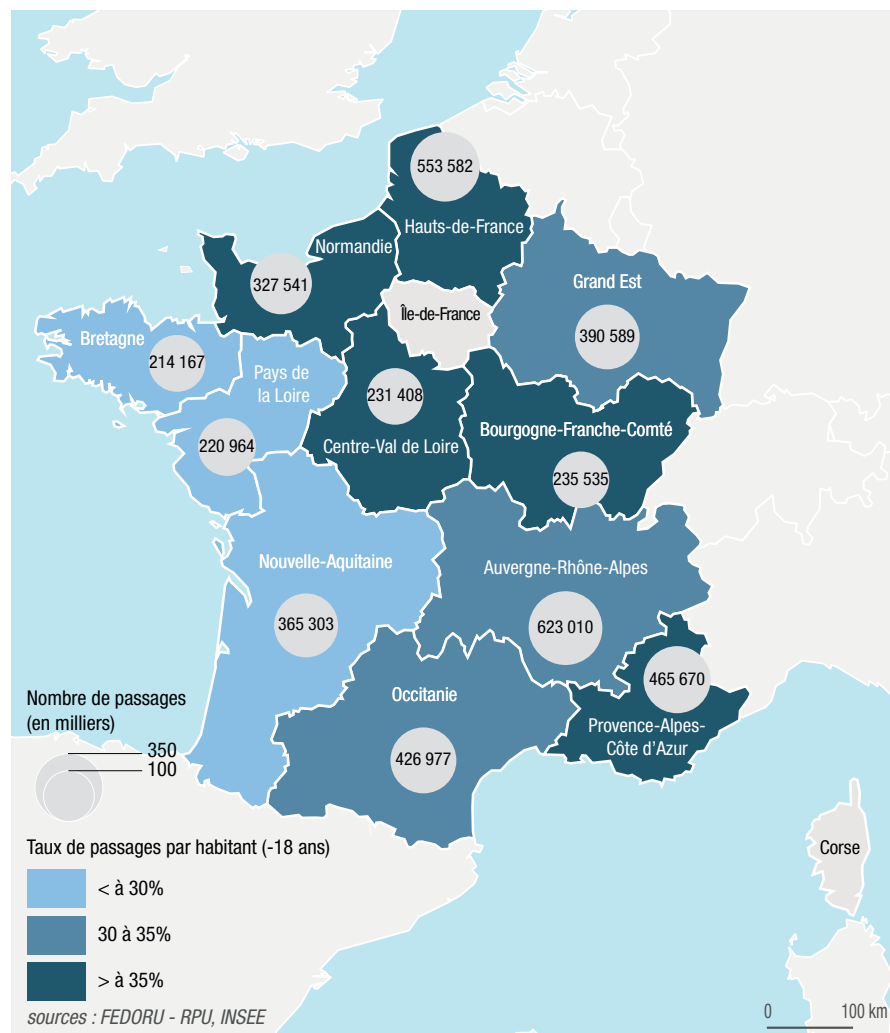 553 582
Hauts-de-France
Normandie
327 541
Grand Est
Île-de-France
390 589
Bretagne
214 167
Pays de
la Loire
231 408
Bourgogne-Franche-Comté
220 964
Centre-Val de Loire
235 535
Nouvelle-Aquitaine
Auvergne-Rhône-Alpes
365 303
623 010
465 670
Occitanie
Provence-Alpes-
Côte d'Azur
426 977
Corse
Nombre de passages
(en milliers)
350
100
Taux de passages par habitant (-18 ans)
< à 30%
30 à 35%
> à 35%
sources : FEDORU - RPU, INSEE
0 100 km